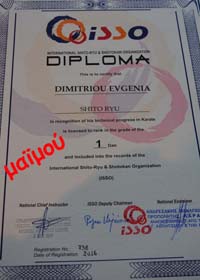 isso
INTERNATIONAL SHITO-RYU & SHOTOKAN ORGANIZATION
DIPLOMA
This is to certify that
DIMITRIOU EVGENIA
SHITO RYU
in recognition of his technical progress in Karate
is licensed to rank in the grade of the
1 Dan
and included into the records of the
International Shito-Ryu & Shotokan Organization
(ISSO)
μαϊμού
National Chief Instructor
ISSO Deputy Chairman
National Examiner
isso
Registration No.
Date of Registration 2016